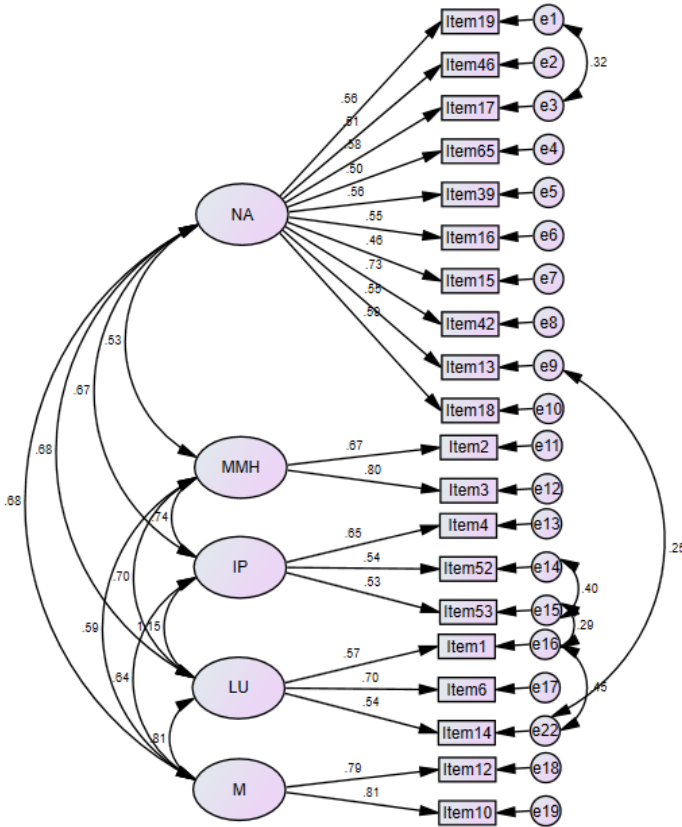 Item19 e1
.32
Item46 e2
.56
Item17 e3
.51
.58
Item65 e4
.50
.56
Item39 e5
NA
.55
Item16 e6
.46
.73
Item15 e7
.55
.59
Item42 e8
.53
Item13 e9
.67
Item18 e10
.68
.67
Item2 e11
MMH
.80
Item3 e12
.68
.74
.65
Item4 e13
.25
IP
.54
Item52 e14
.70
.53
.40
Item53 e15
.59
1.15
.29
.57
Item1 e16
.64
LU
.70
Item6 e17
.45
.54
Item14 e22
.81
.79
Item12 e18
M
.81
Item10 e19